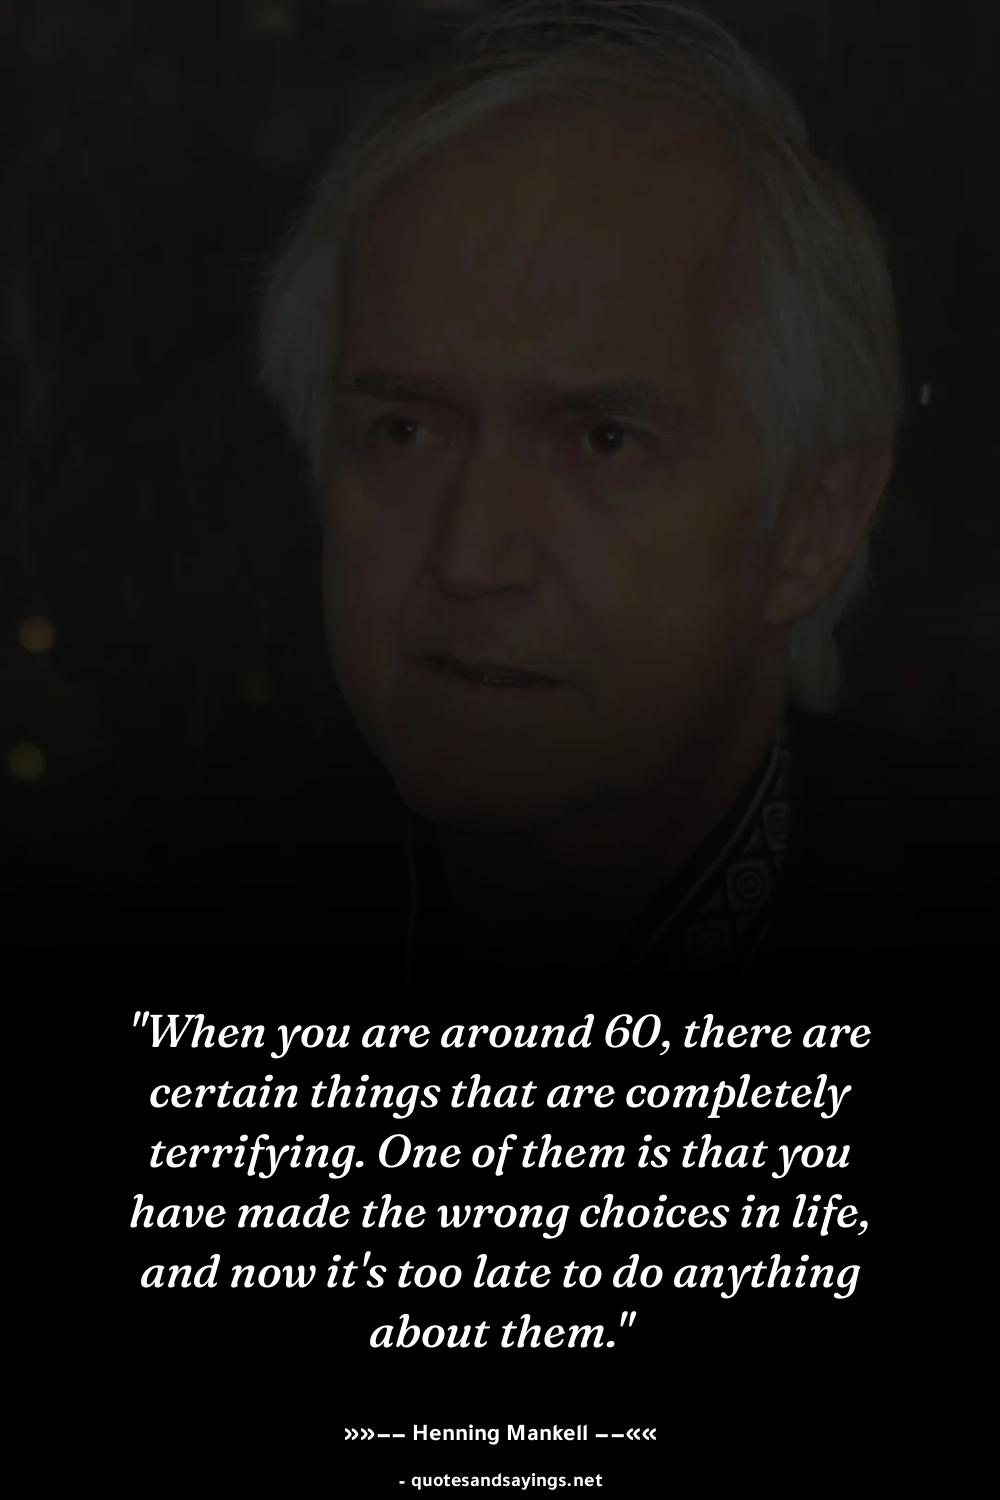 "When you are around 60, there are
certain things that are completely
terrifying. One of them is that you
have made the wrong choices in life,
and now it's too late to do anything
about them."
»»—— Henning Mankell ——««
- quotesandsayings.net